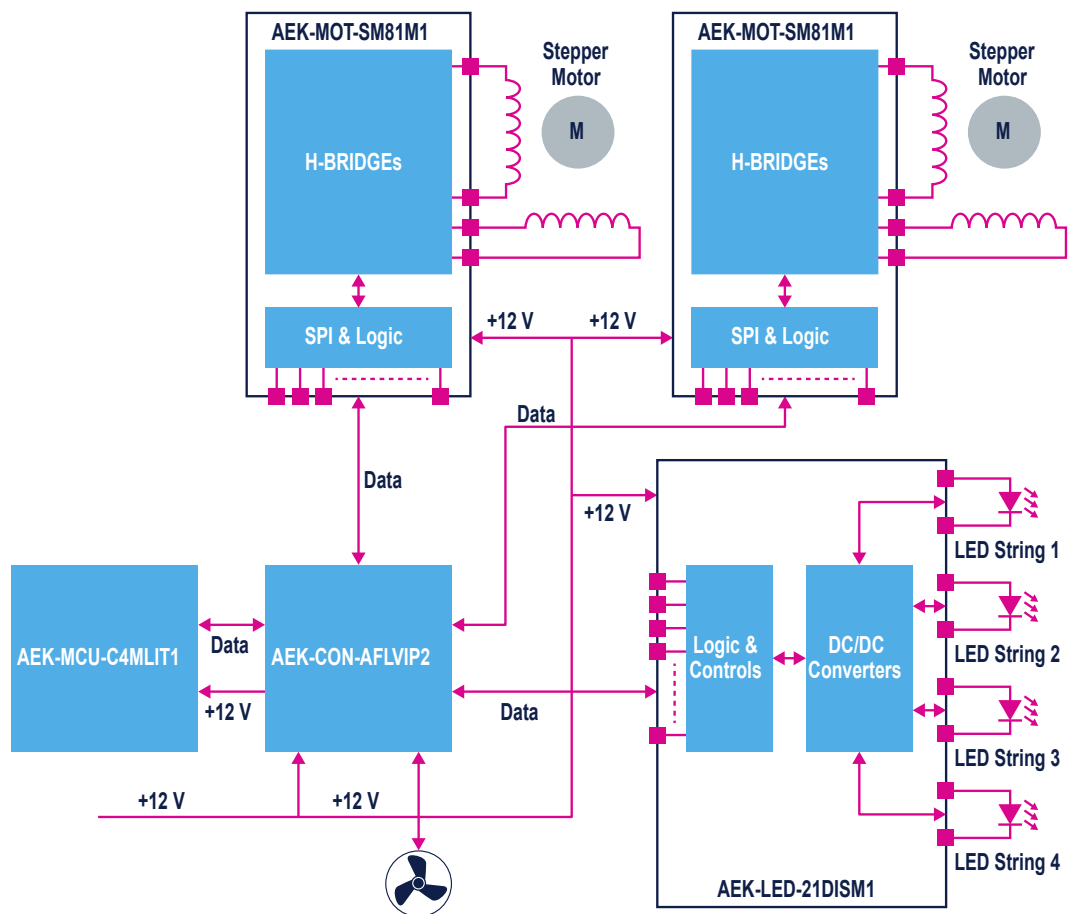 AEK-MOT-SM81M1
AEK-MOT-SM81M1
Stepper
Motor
Stepper
Motor
M
M
H-BRIDGEs
H-BRIDGEs
+12 V
+12 V
SPI & Logic
SPI & Logic
Data
Data
+12 V
LED String 1
AEK-MCU-C4MLIT1
Data
+12 V
AEK-CON-AFLVIP2
Logic &
Controls
DC/DC
Converters
LED String 2
Data
LED String 3
+12 V
+12 V
LED String 4
AEK-LED-21DISM1